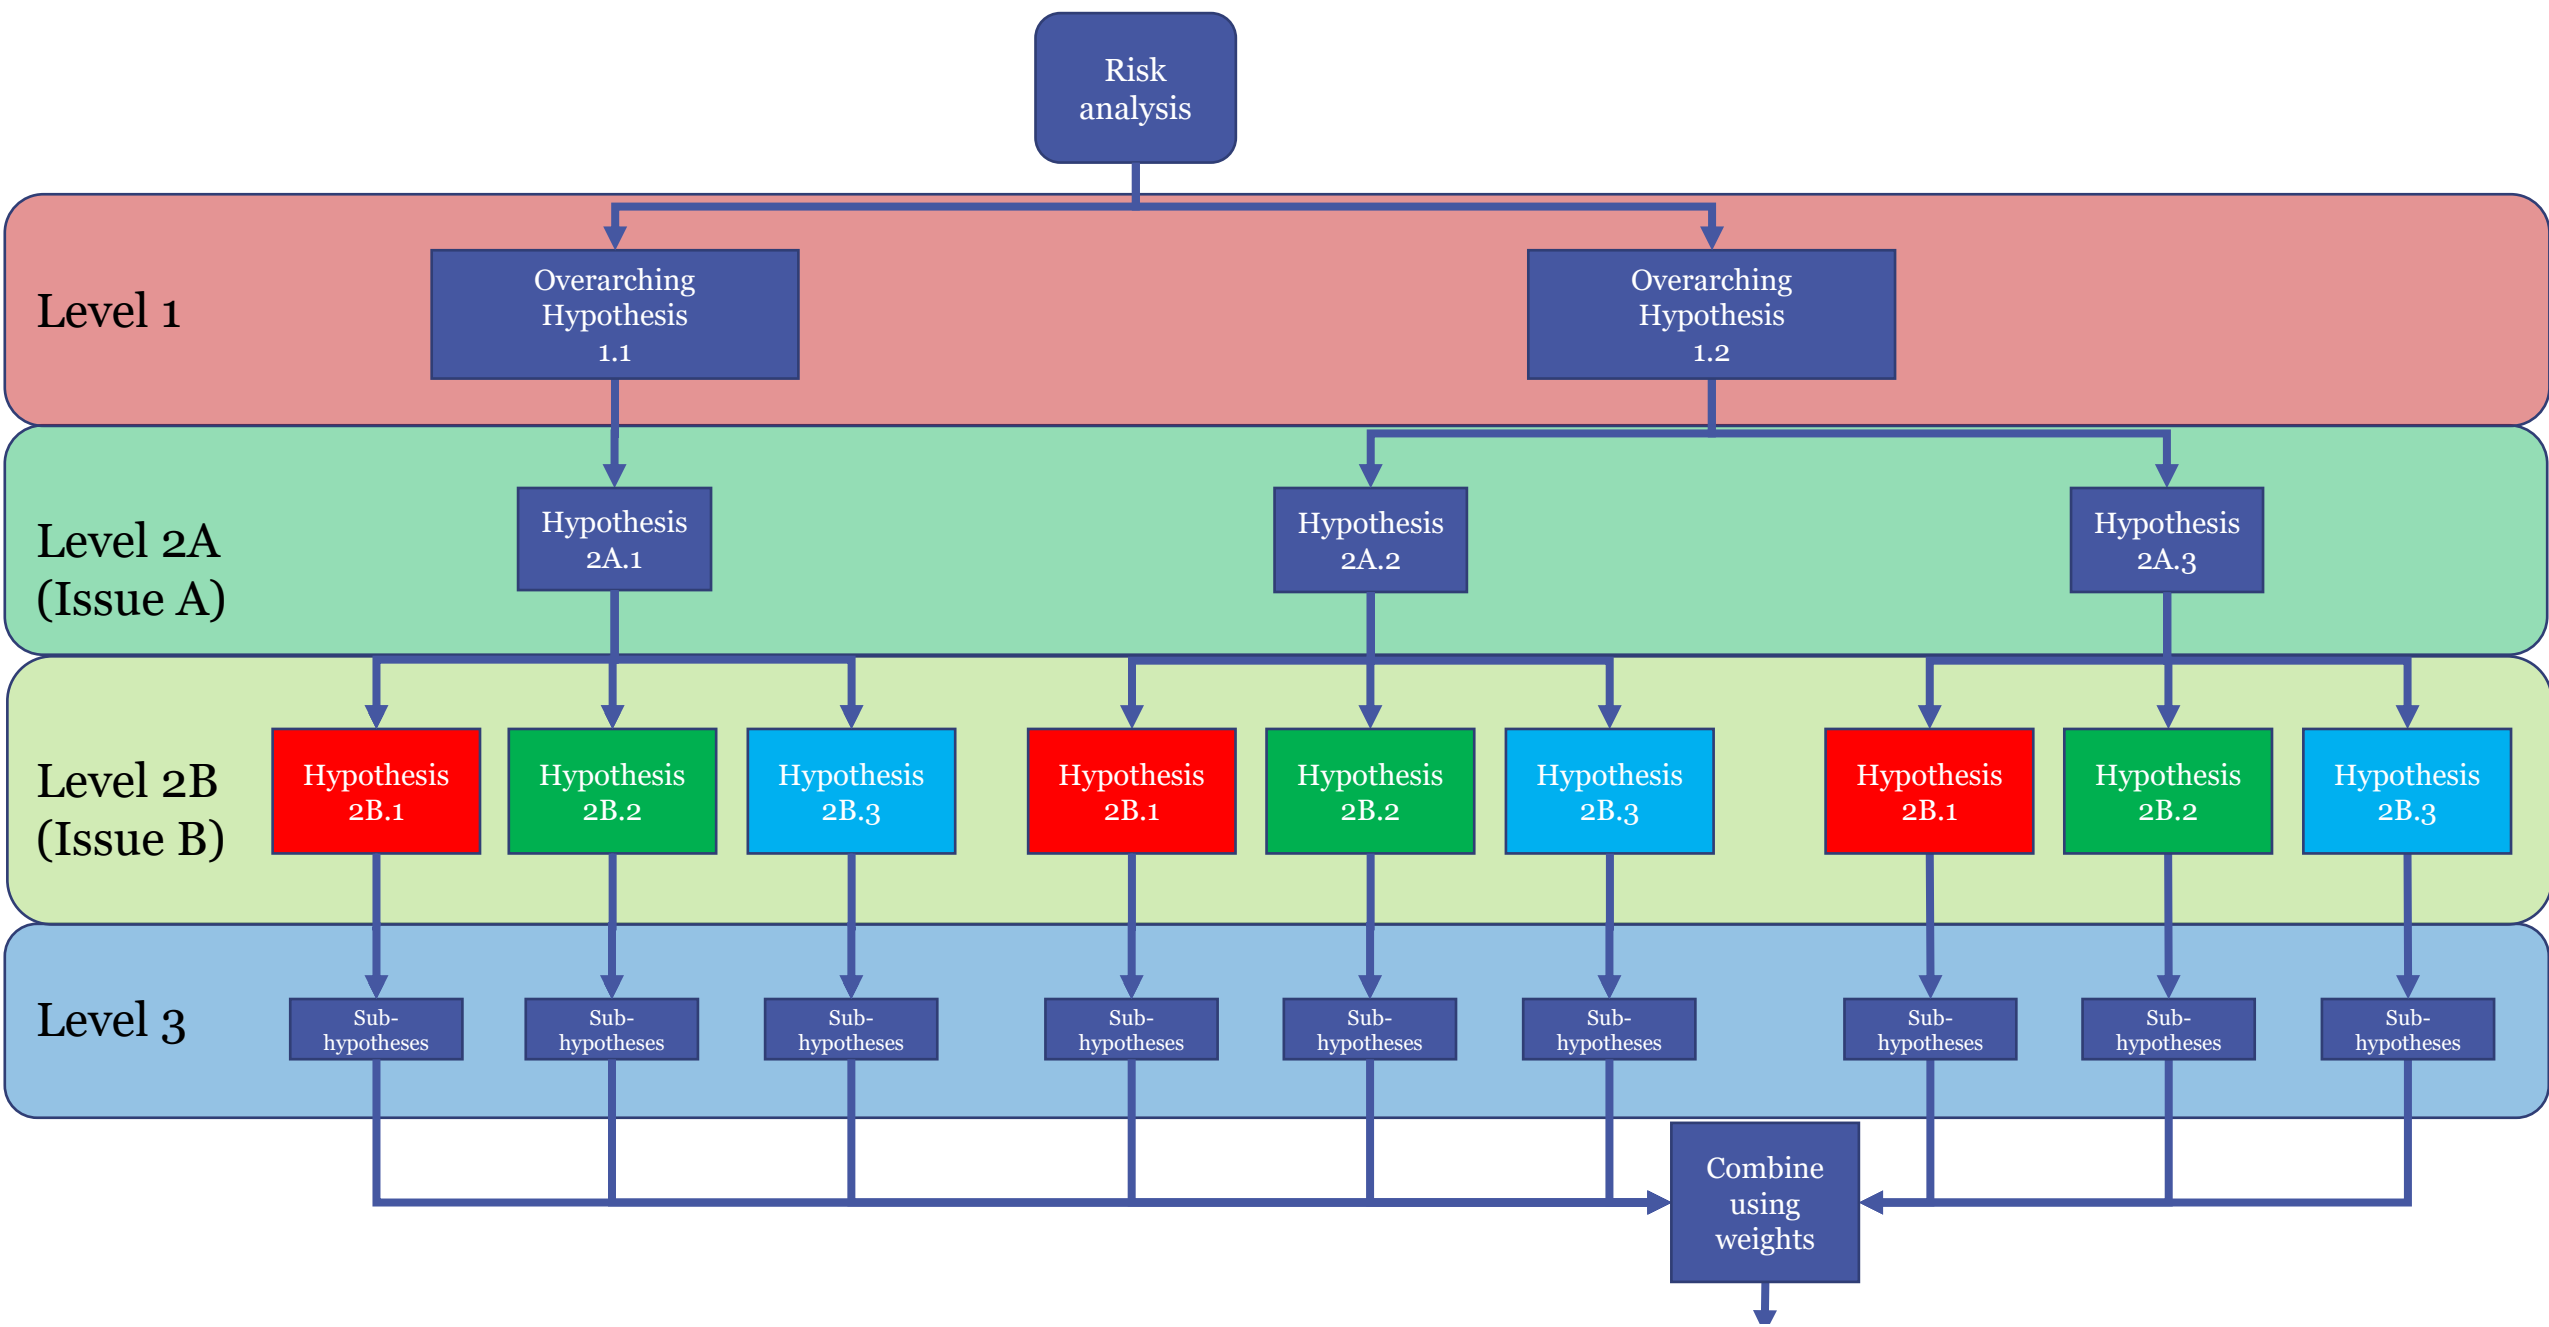 Risk
analysis
Level 1
Overarching
Hypothesis
1.1
Overarching
Hypothesis
1.2
Level 2A
(Issue A)
Hypothesis
2A.1
Hypothesis
2A.2
Hypothesis
2A.3
Level 2B
(Issue B)
Hypothesis
2B.1
Hypothesis
2B.2
Hypothesis
2B.3
Hypothesis
2B.1
Hypothesis
2B.2
Hypothesis
2B.3
Hypothesis
2B.1
Hypothesis
2B.2
Hypothesis
2B.3
Level 3
Sub-
hypotheses
Sub-
hypotheses
Sub-
hypotheses
Sub-
hypotheses
Sub-
hypotheses
Sub-
hypotheses
Sub-
hypotheses
Sub-
hypotheses
Sub-
hypotheses
Combine
using
weights